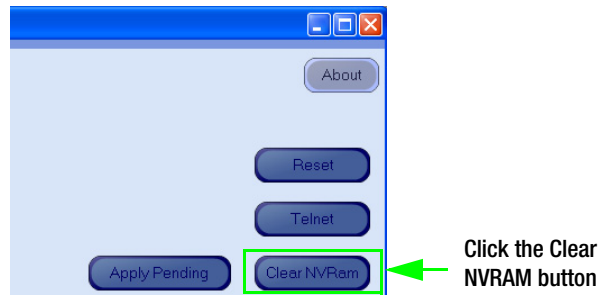 About
Reset
Telnet
Apply Pending
Clear NVRam
Click the Clear
NVRAM button